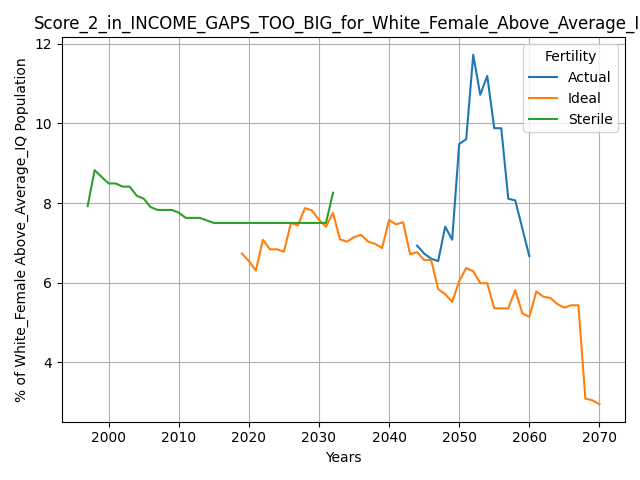 Score_2_in_INCOME_GAPS_TOO_BIG_for_White_Female_Above_Average_I
% of White_Female Above_Average_IQ Population
12
10
8
6
4
Fertility
Actual
Ideal
Sterile
2000 2010 2020 2030 2040 2050 2060 2070
Years